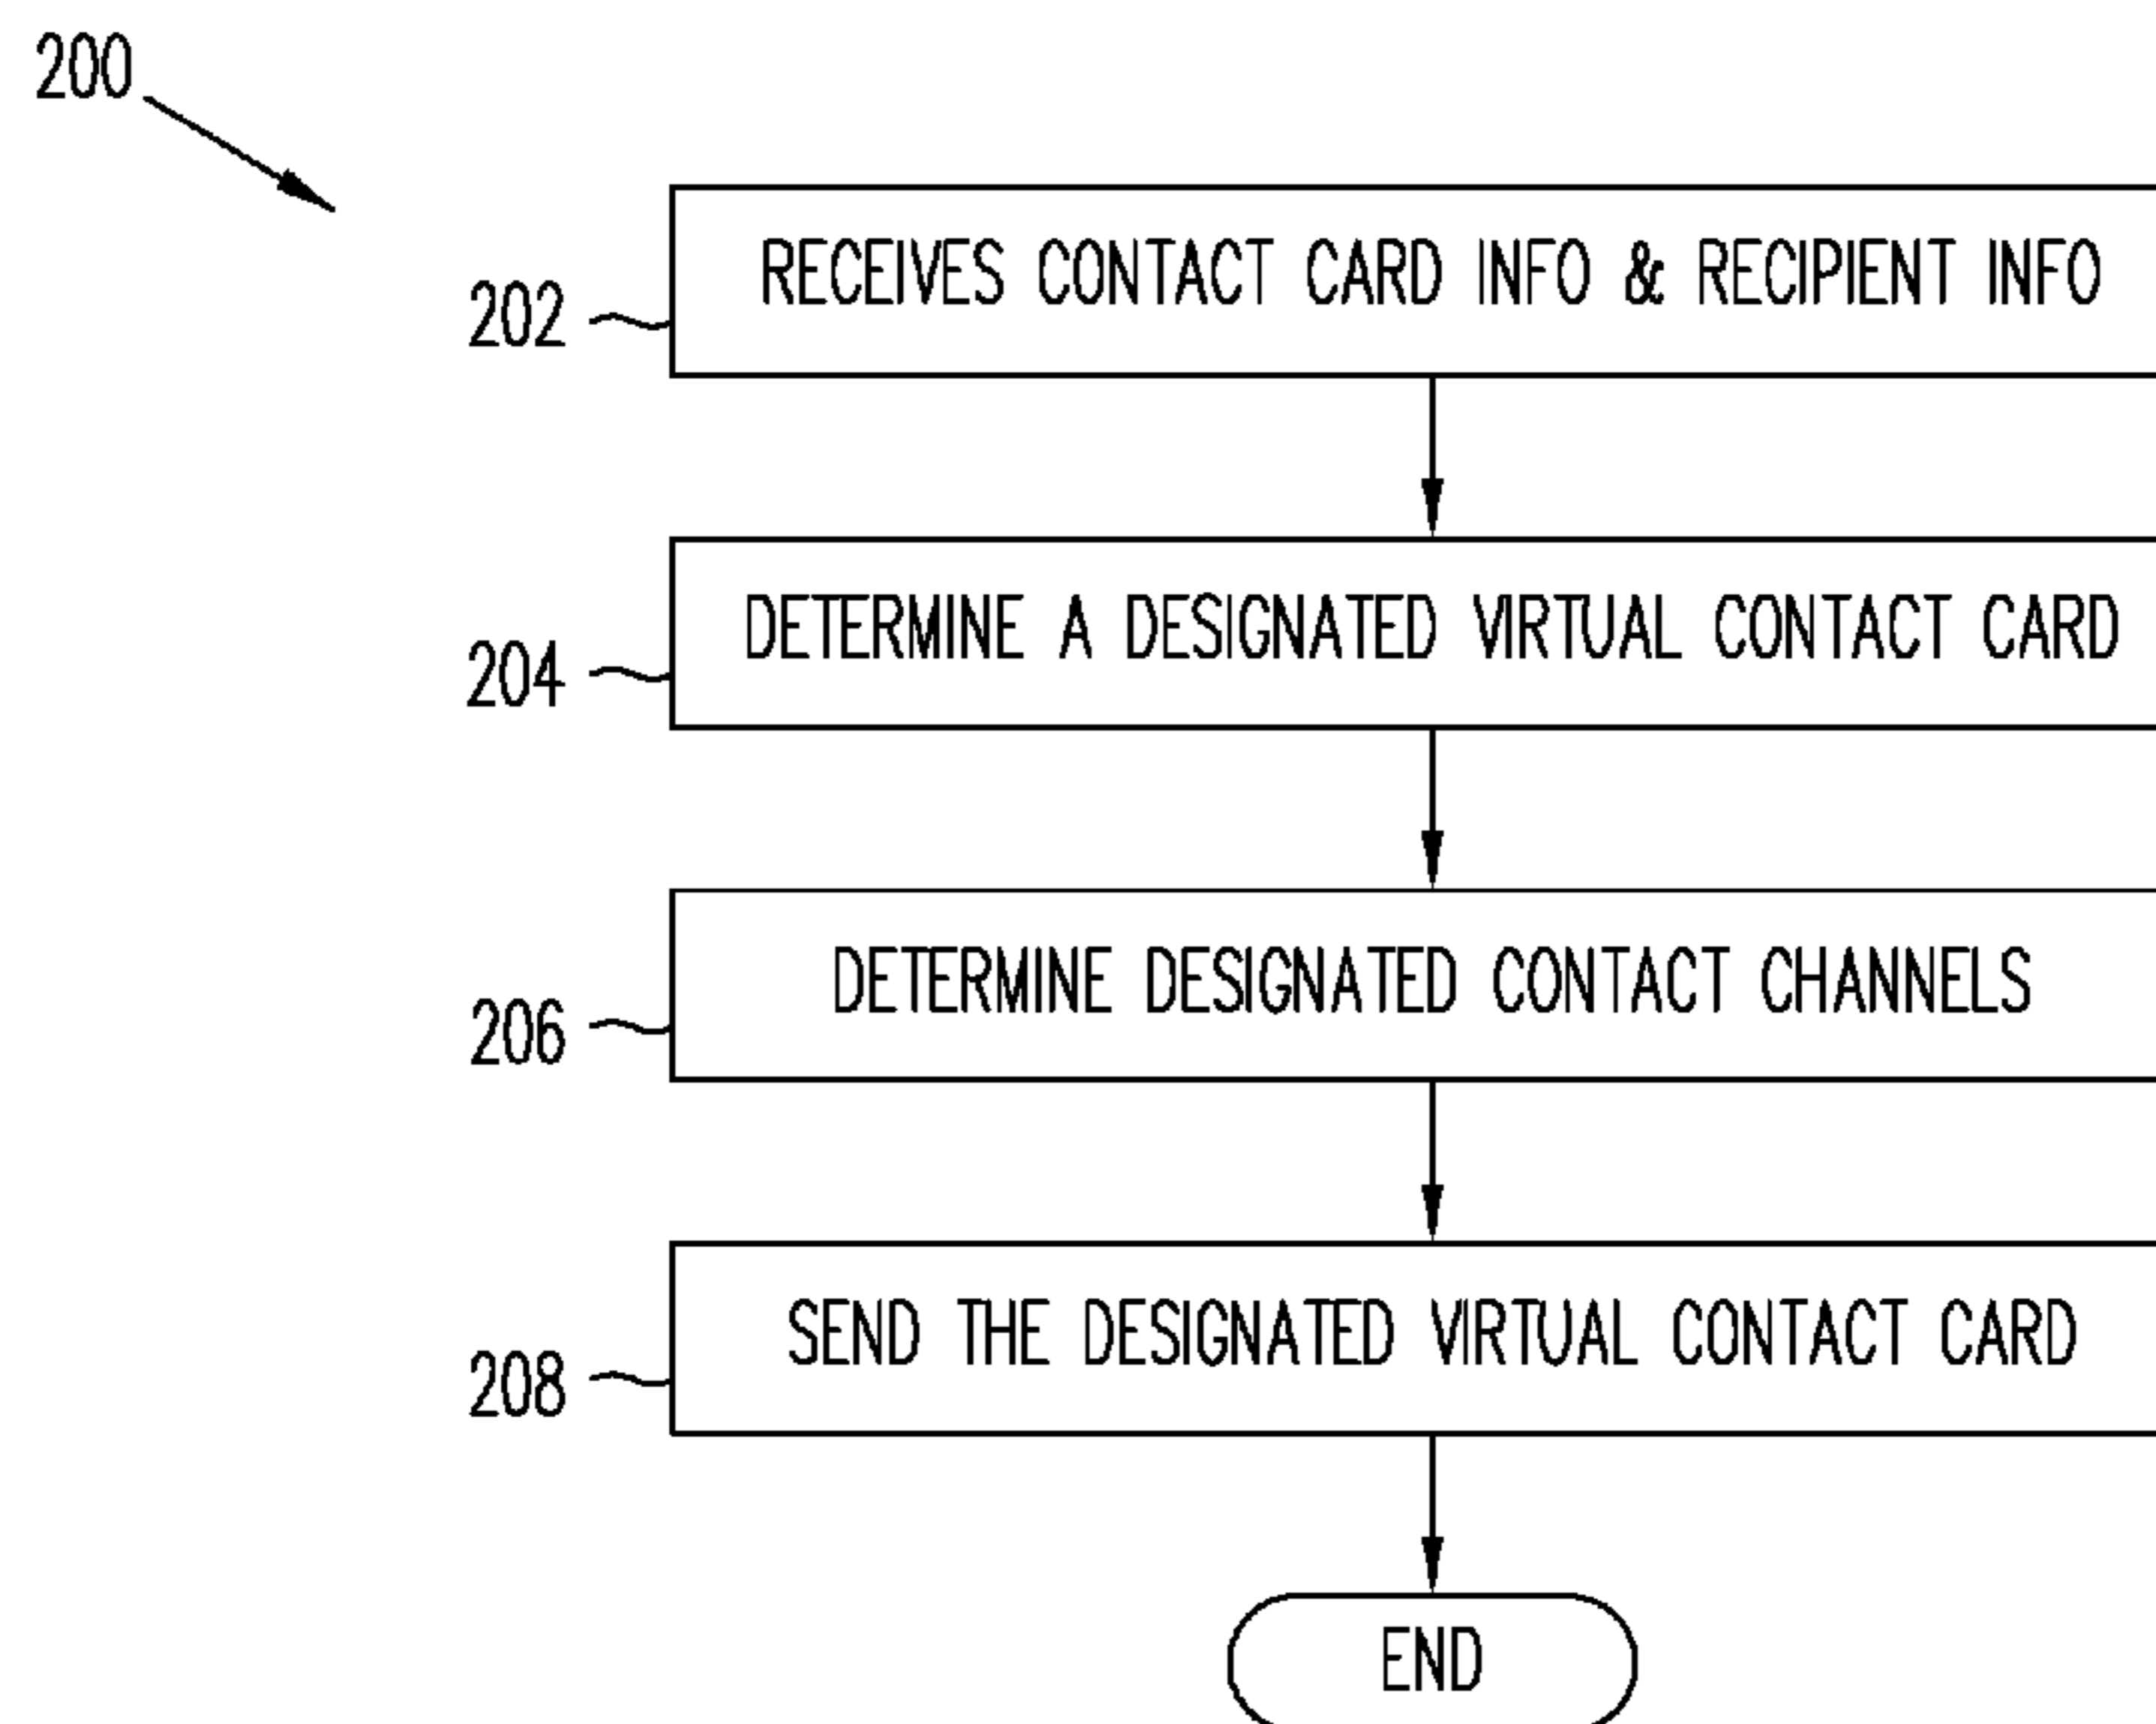 200
202
RECEIVES CONTACT CARD INFO & RECIPIENT INFO
204
DETERMINE A DESIGNATED VIRTUAL CONTACT CARD
206
DETERMINE DESIGNATED CONTACT CHANNELS
208
SEND THE DESIGNATED VIRTUAL CONTACT CARD
END